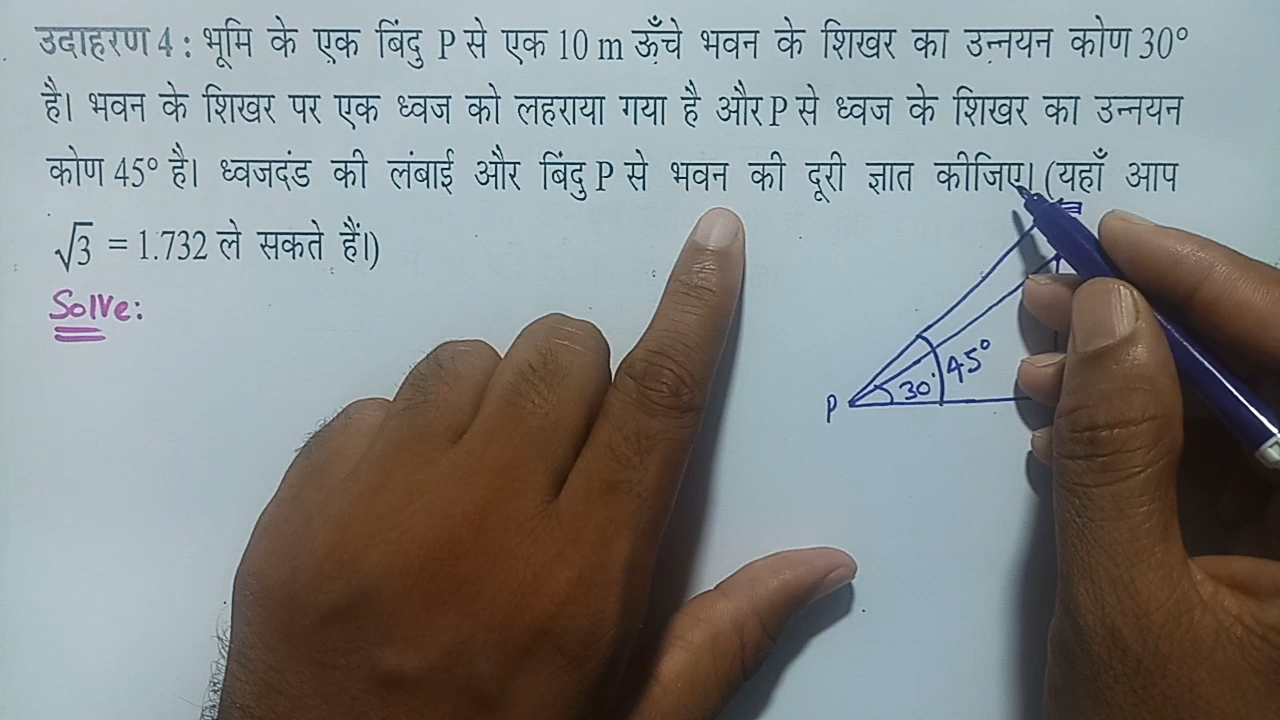 उदाहरण 4 : भूमि के एक बिंदु P से एक 10 m ऊँचे भवन के शिखर का उन्नयन कोण 30°
है। भवन के शिखर पर एक ध्वज को लहराया गया है और P से ध्वज के शिखर का उन्नयन
कोण 45° है। ध्वजदंड की लंबाई और बिंदु P से भवन की दूरी ज्ञात कीजिए। (यहाँ आप
√3 = 1.732 ले सकते हैं।)
Solve:
45°
30°
P